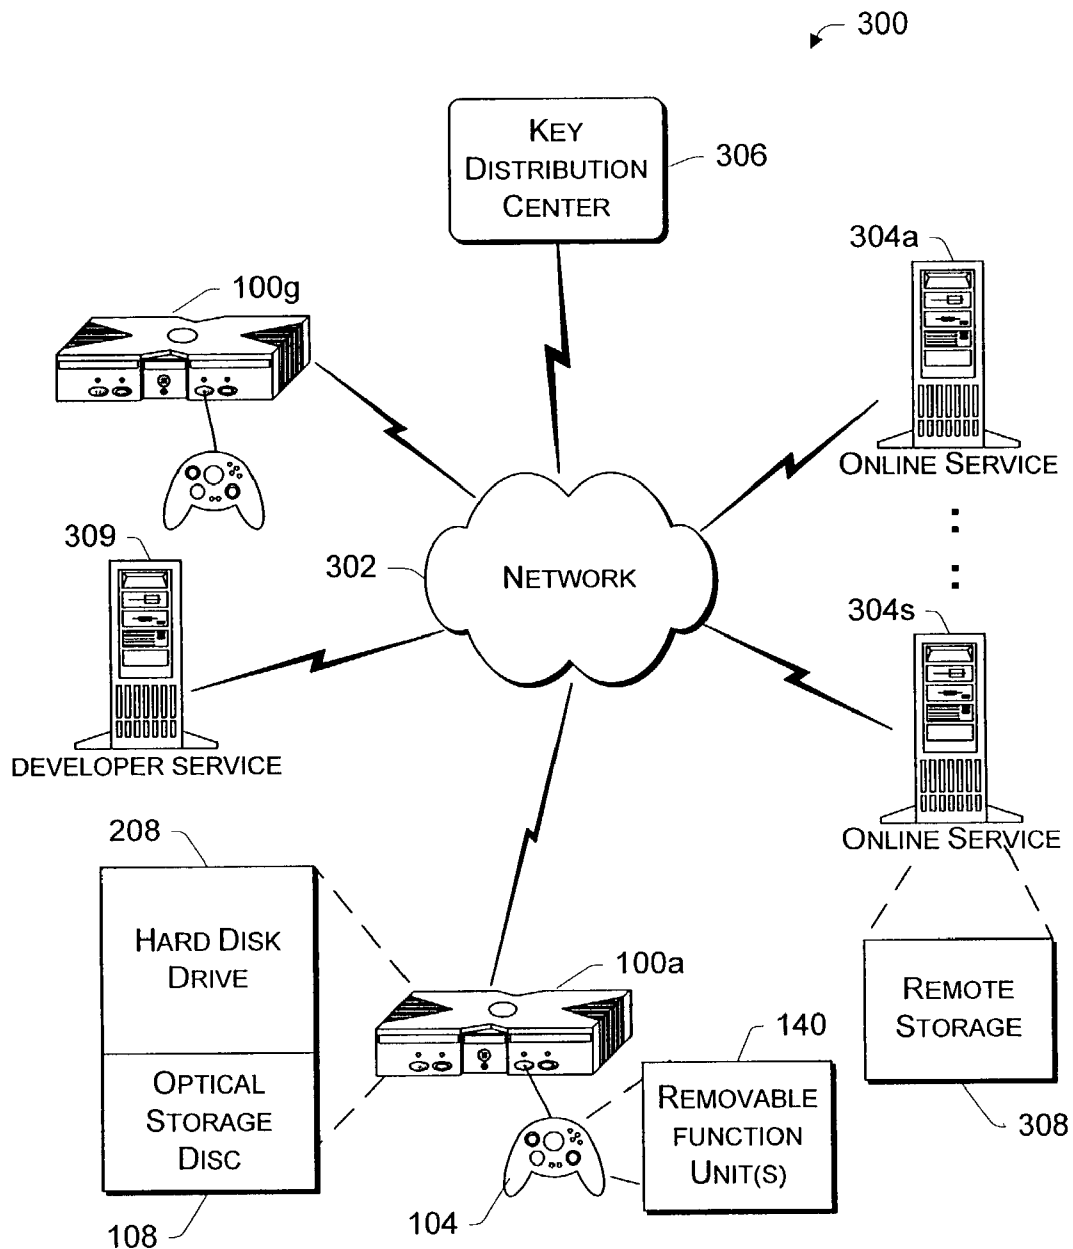 300
KEY
DISTRIBUTION
CENTER
306
304a
100g
ONLINE SERVICE
309
302
NETWORK
304s
DEVELOPER SERVICE
208
ONLINE SERVICE
HARD DISK
DRIVE
100a
REMOTE
STORAGE
140
OPTICAL
STORAGE
DISC
REMOVABLE
FUNCTION
UNIT(S)
308
104
108